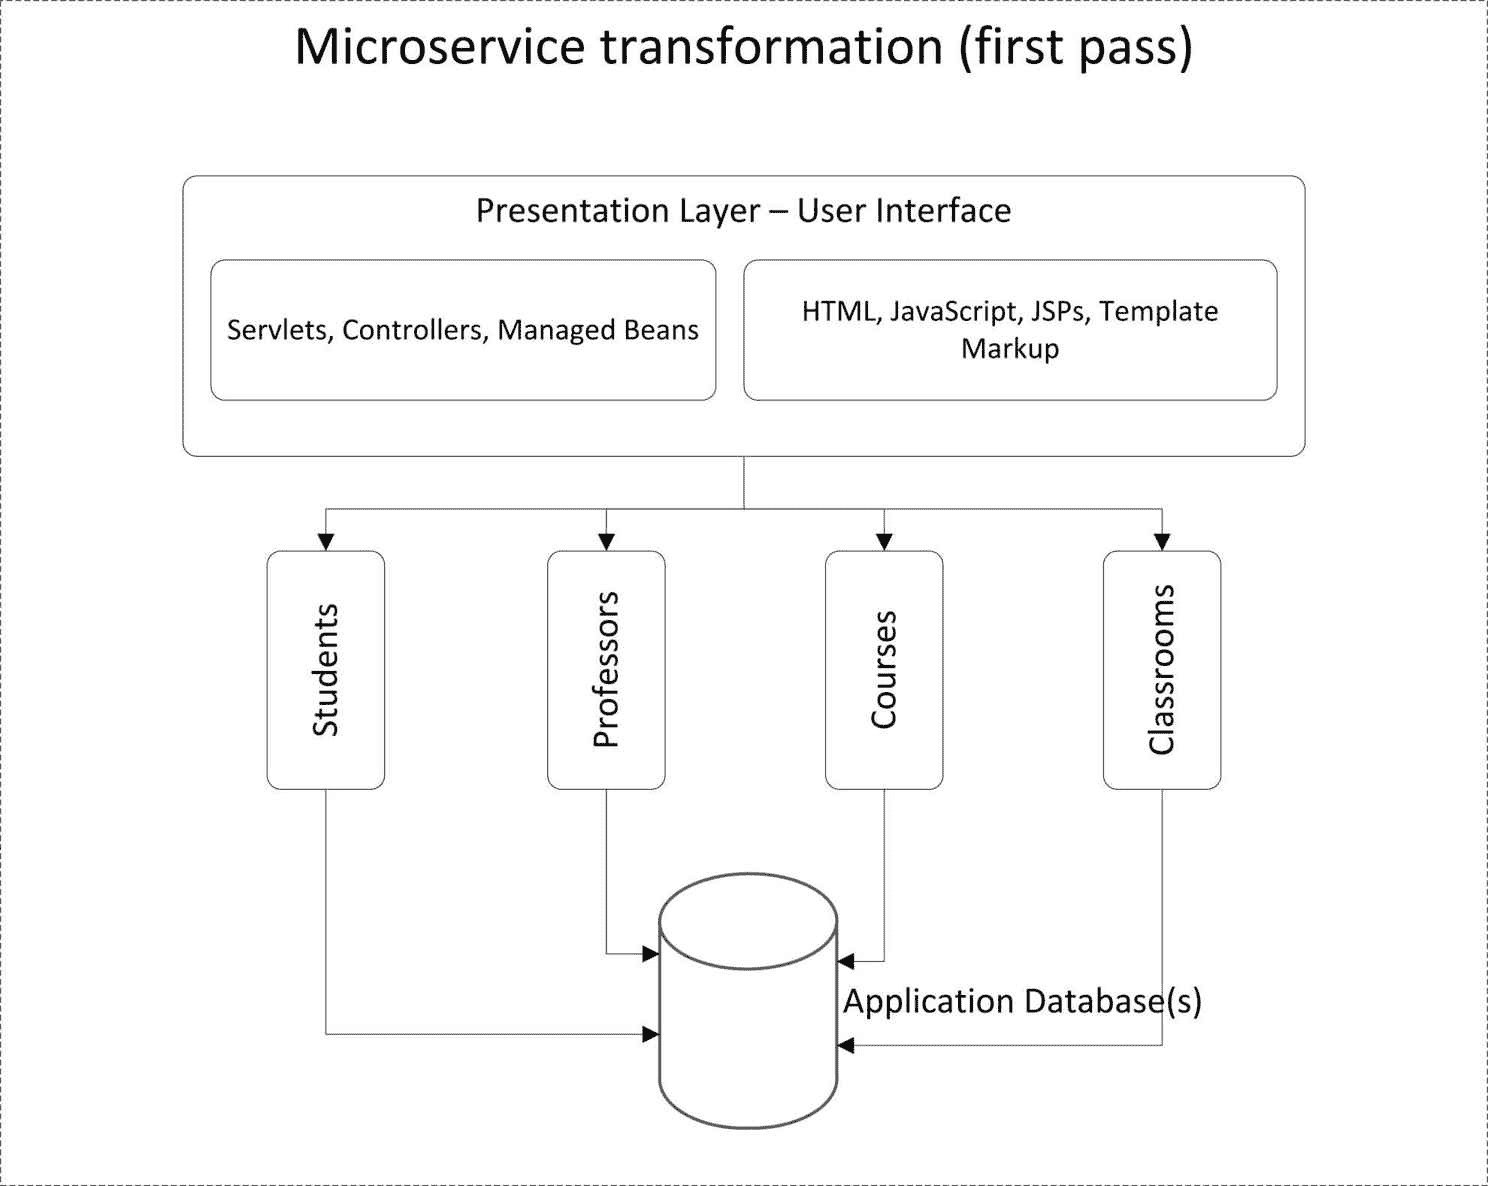 Microservice transformation (first pass)
Presentation Layer – User Interface
Servlets, Controllers, Managed Beans
HTML, JavaScript, JSPs, Template
Markup
Students
Professors
Courses
Classrooms
Application Database(s)